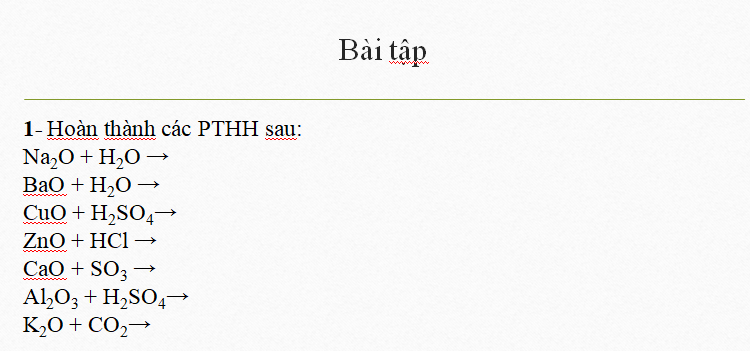 Bài tập
1- Hoàn thành các PTHH sau:
Na₂O + H₂O →
BaO + H₂O →
CuO + H₂SO₄→
ZnO + HCl →
CaO + SO₃ →
Al₂O₃ + H₂SO₄→
K₂O + CO₂→